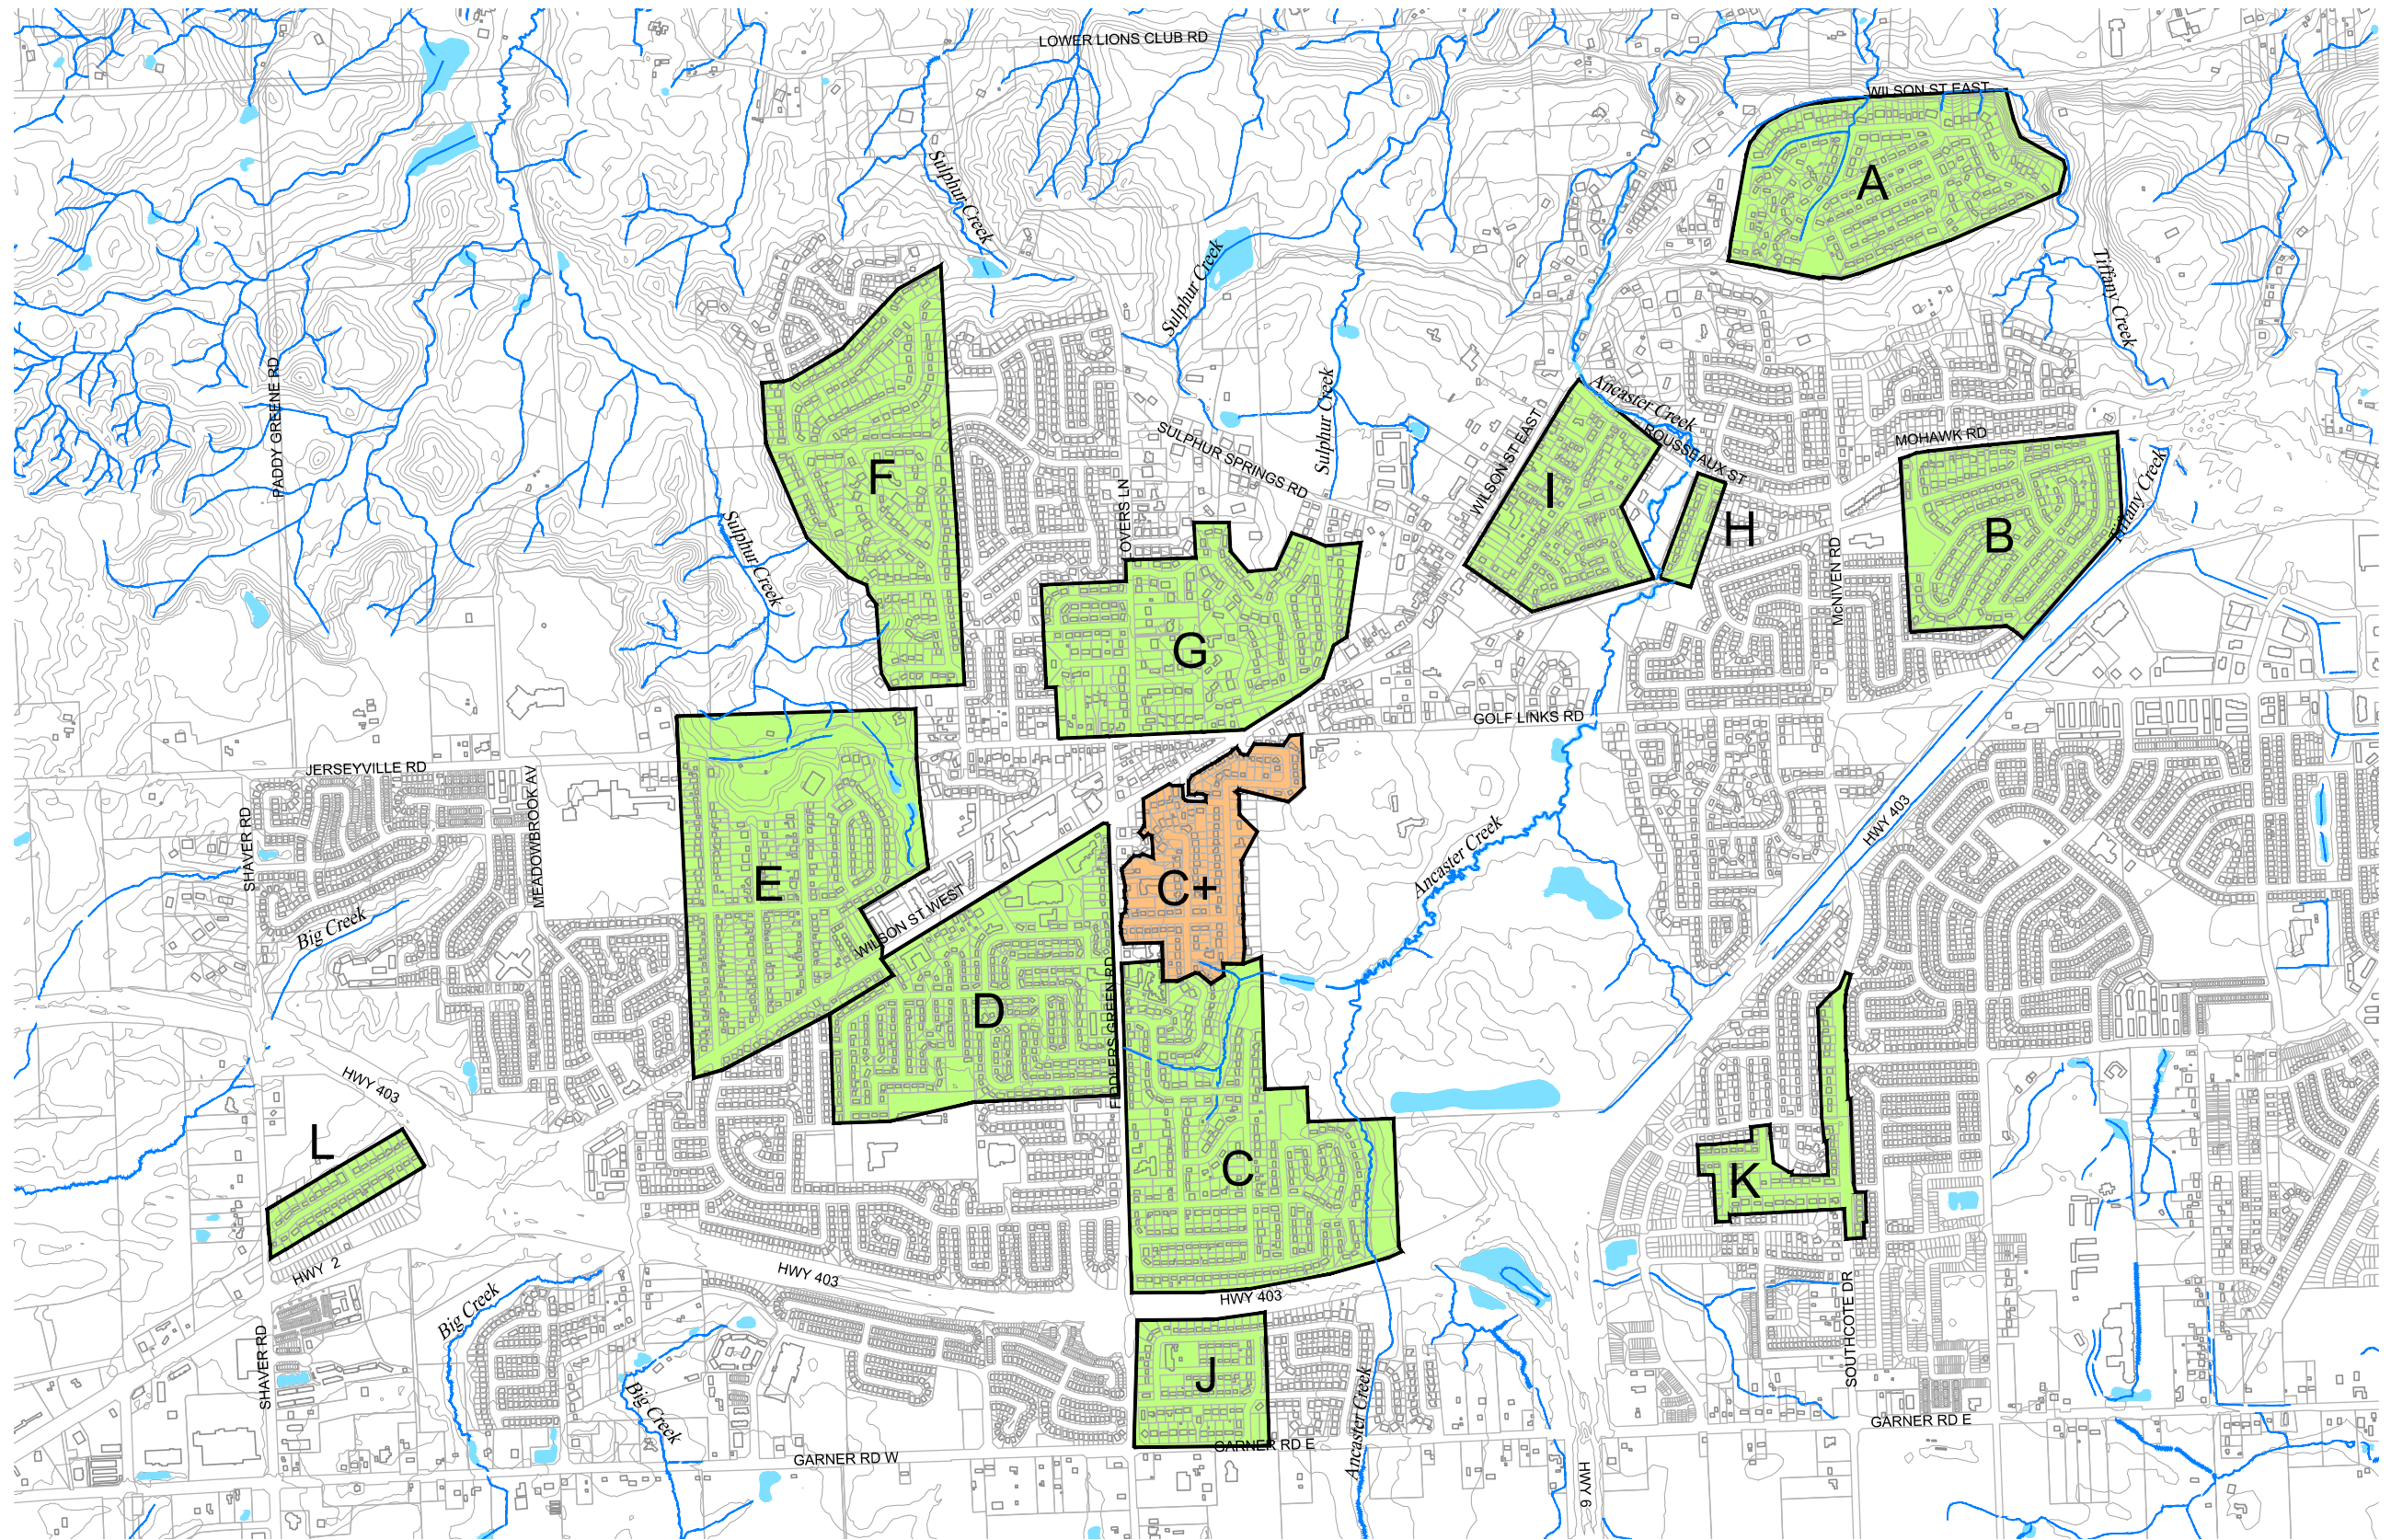 LOWER LIONS CLUB RD
WILSON ST EAST
A
Sulphur Creek
Sulphur Creek
Tiffany Creek
PADDY GREENE RD
Sulphur Creek
Ancaster Creek
WILSON ST EAST
ROUSSEAUX ST
MOHAWK RD
SULPHUR SPRINGS RD
F
I
H
B
Tiffany Creek
LOVERS LN
Sulphur Creek
McNIVEN RD
G
GOLF LINKS RD
JERSEYVILLE RD
SHAVER RD
MEADOWBROOK AV
HWY 403
Ancaster Creek
E
C+
WILSON ST WEST
Big Creek
D
FIDDLERS GREEN RD
HWY 403
L
C
K
HWY 2
HWY 403
HWY 403
Big Creek
SOUTHCOTE DR
SHAVER RD
J
Big Creek
Ancaster Creek
GARNER RD E
GARNER RD E
GARNER RD W
HWY 6